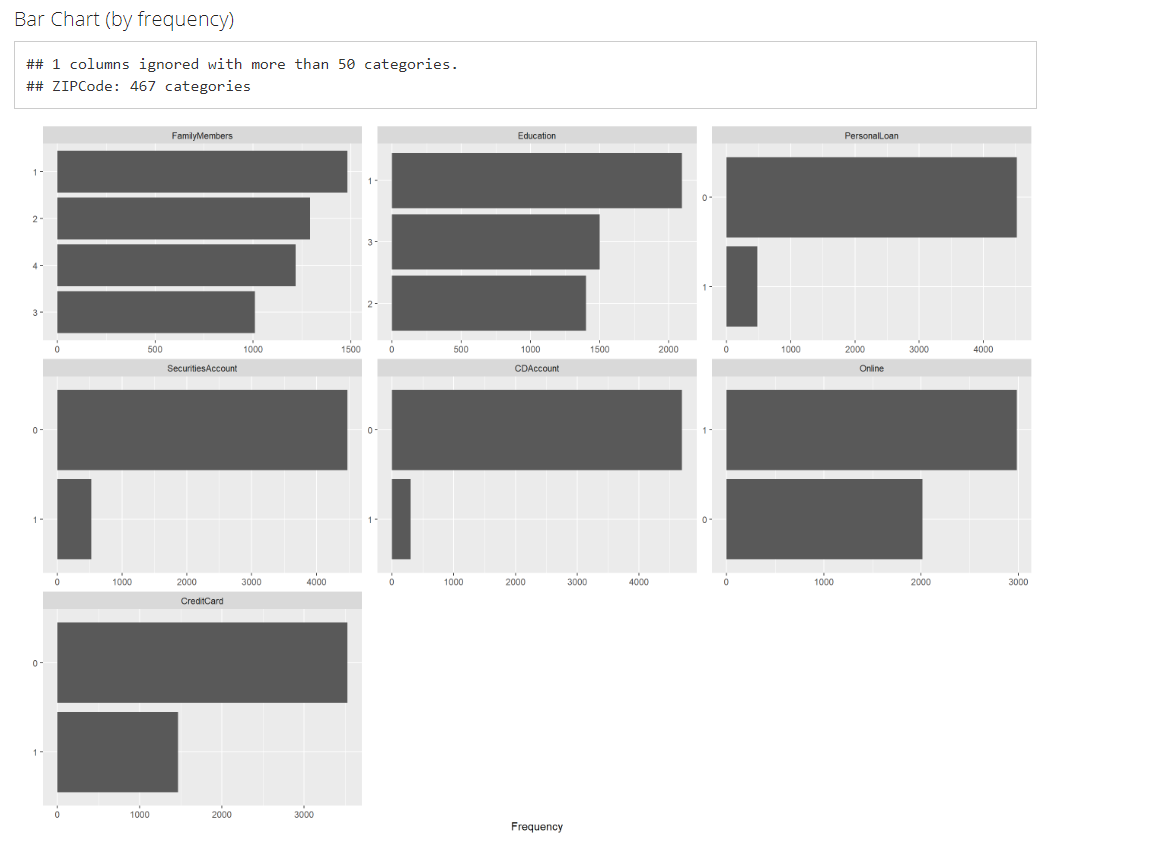 Bar Chart (by frequency)
## 1 columns ignored with more than 50 categories.
## ZIPCode: 467 categories
FamilyMembers
1
2
4
3
0 500 1000 1500
Education
1
3
2
0 500 1000 1500 2000
PersonalLoan
0
1
0 1000 2000 3000 4000
SecuritiesAccount
0
1
0 1000 2000 3000 4000
CDAccount
0
1
0 1000 2000 3000 4000
Online
1
0
0 1000 2000 3000
CreditCard
0
1
0 1000 2000 3000
Frequency